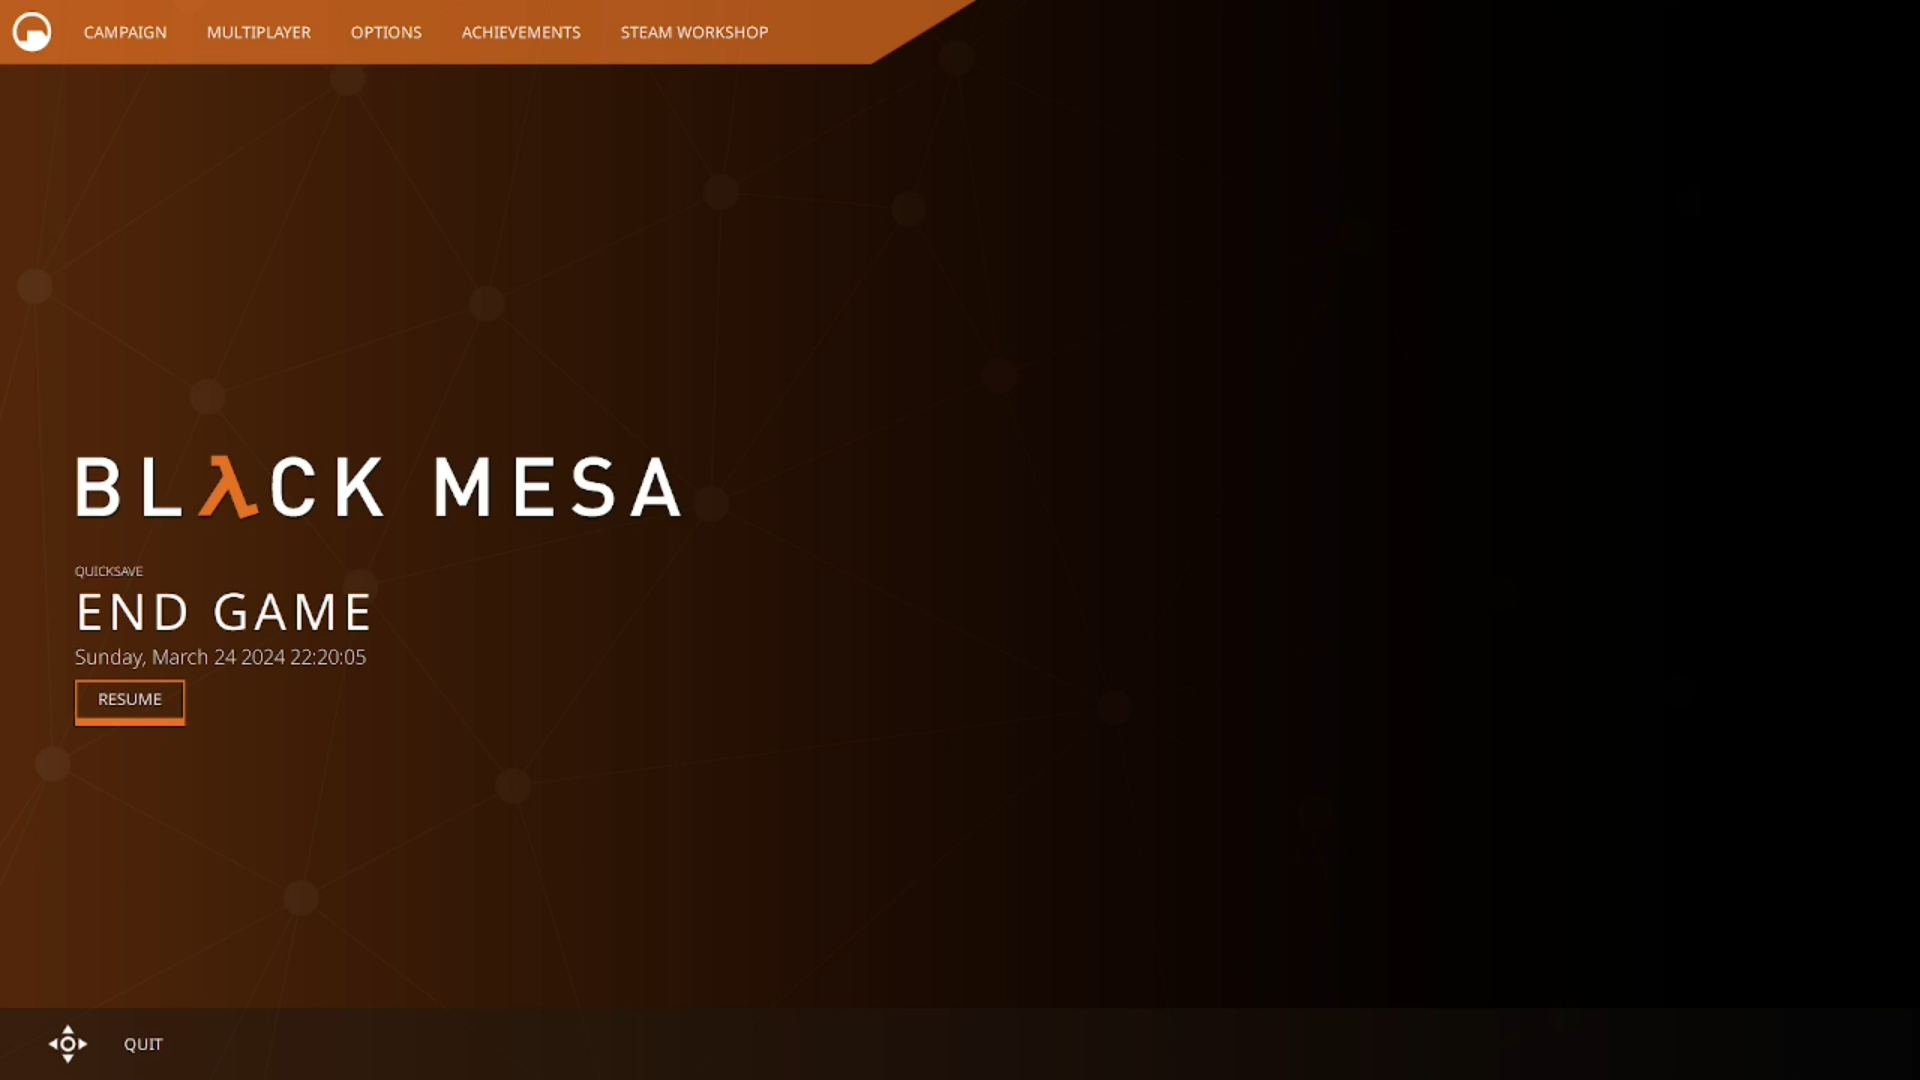 CAMPAIGN MULTIPLAYER OPTIONS ACHIEVEMENTS STEAM WORKSHOP
BLλCK MESA
QUICKSAVE
END GAME
Sunday, March 24 2024 22:20:05
RESUME
QUIT